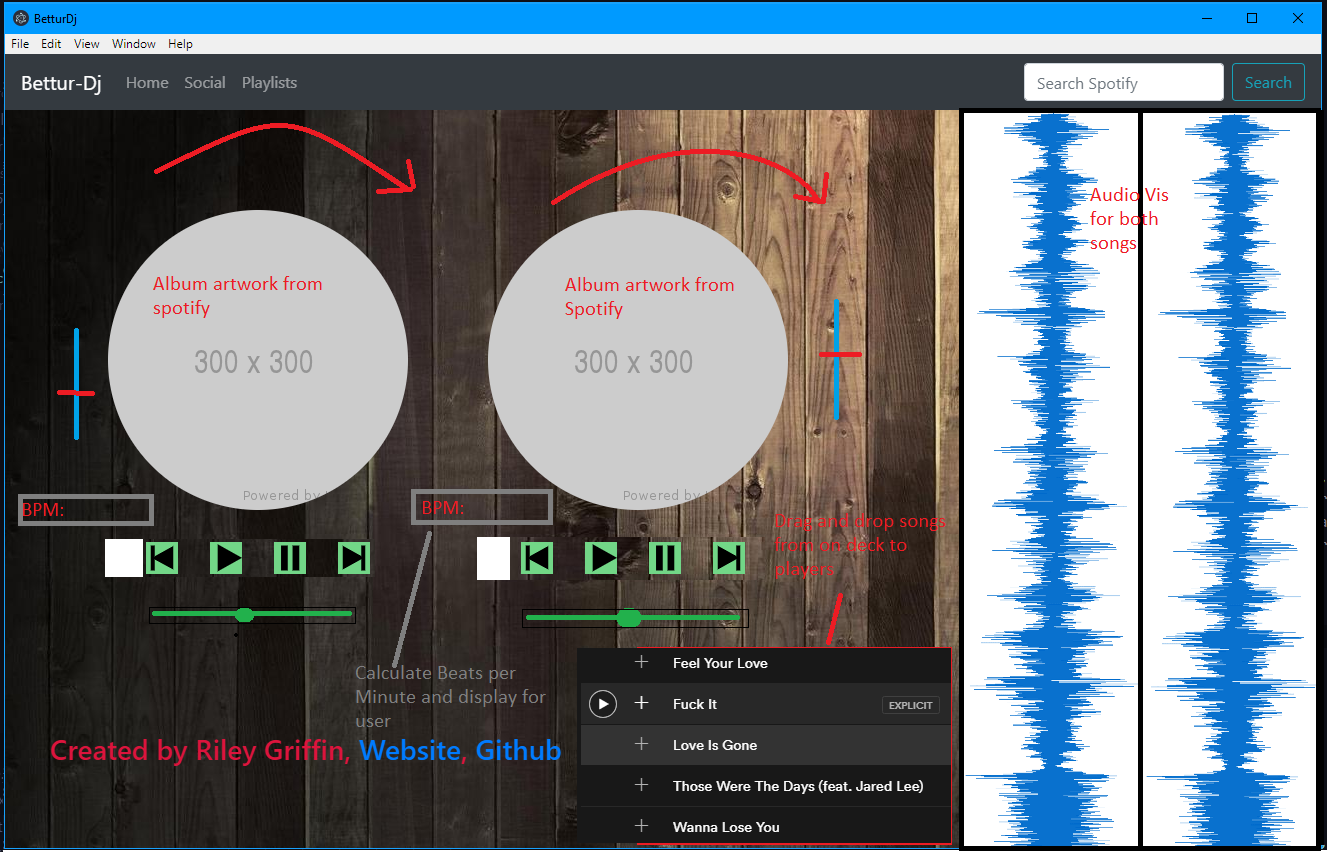 BetturDj
File Edit View Window Help
Bettur-Dj Home Social Playlists Search Spotify Search
Audio Vis
for both
songs
Album artwork from
spotify
300 x 300
Powered by
Album artwork from
Spotify
300 x 300
Powered by
BPM:
BPM:
Drag and drop songs
from on deck to
players
Calculate Beats per
Minute and display for
user
Created by Riley Griffin, Website, Github
Feel Your Love
Fuck It EXPLICIT
Love Is Gone
Those Were The Days (feat. Jared Lee)
Wanna Lose You